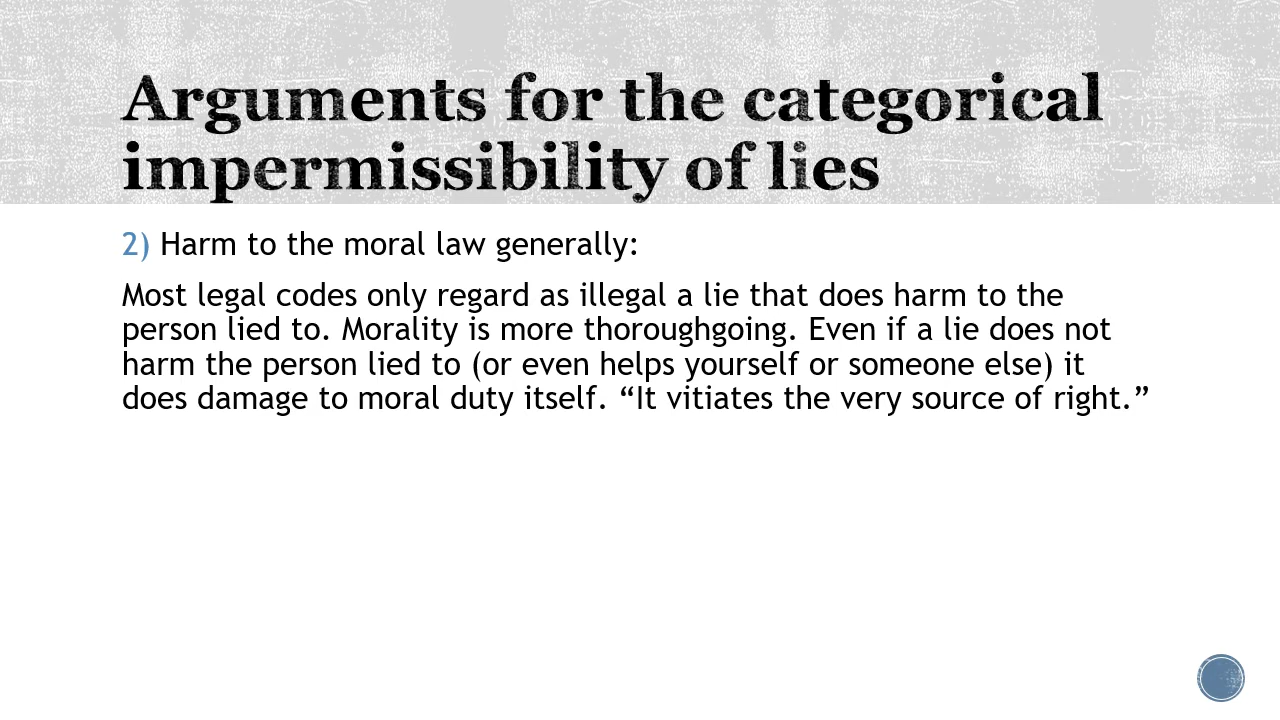 Arguments for the categorical
impermissibility of lies
2) Harm to the moral law generally:
Most legal codes only regard as illegal a lie that does harm to the
person lied to. Morality is more thoroughgoing. Even if a lie does not
harm the person lied to (or even helps yourself or someone else) it
does damage to moral duty itself. “It vitiates the very source of right.”